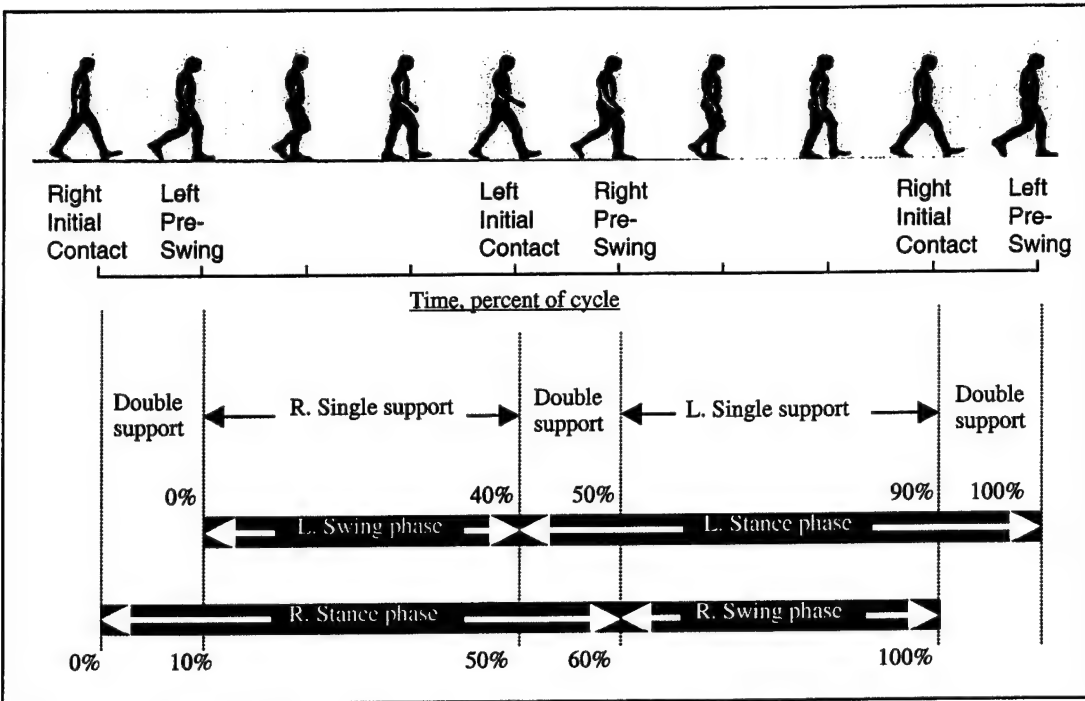 Right Initial Contact
Left Pre-Swing
Left Initial Contact
Right Pre-Swing
Right Initial Contact
Left Pre-Swing
Time, percent of cycle
Double support
R. Single support
Double support
L. Single support
Double support
0%
40%
50%
90%
100%
L. Swing phase
L. Stance phase
R. Stance phase
R. Swing phase
0%
10%
50%
60%
100%